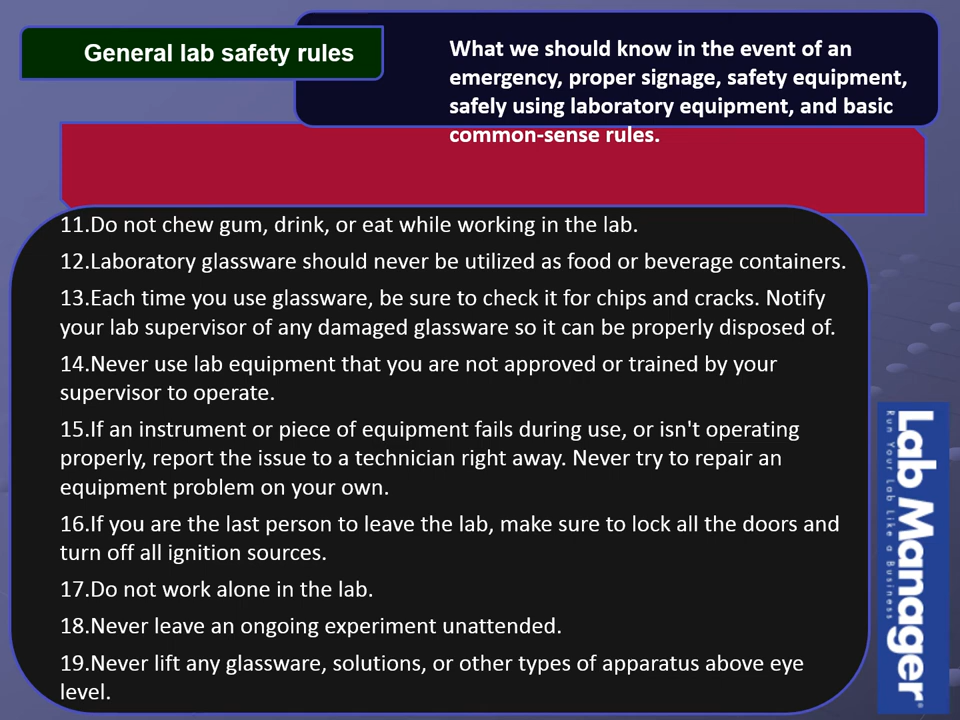 General lab safety rules
What we should know in the event of an
emergency, proper signage, safety equipment,
safely using laboratory equipment, and basic
common-sense rules.
11.Do not chew gum, drink, or eat while working in the lab.
12.Laboratory glassware should never be utilized as food or beverage containers.
13.Each time you use glassware, be sure to check it for chips and cracks. Notify
your lab supervisor of any damaged glassware so it can be properly disposed of.
14.Never use lab equipment that you are not approved or trained by your
supervisor to operate.
15.If an instrument or piece of equipment fails during use, or isn't operating
properly, report the issue to a technician right away. Never try to repair an
equipment problem on your own.
16.If you are the last person to leave the lab, make sure to lock all the doors and
turn off all ignition sources.
17.Do not work alone in the lab.
18.Never leave an ongoing experiment unattended.
19.Never lift any glassware, solutions, or other types of apparatus above eye
level.
Lab Manager®
Run Your Lab Like a Business